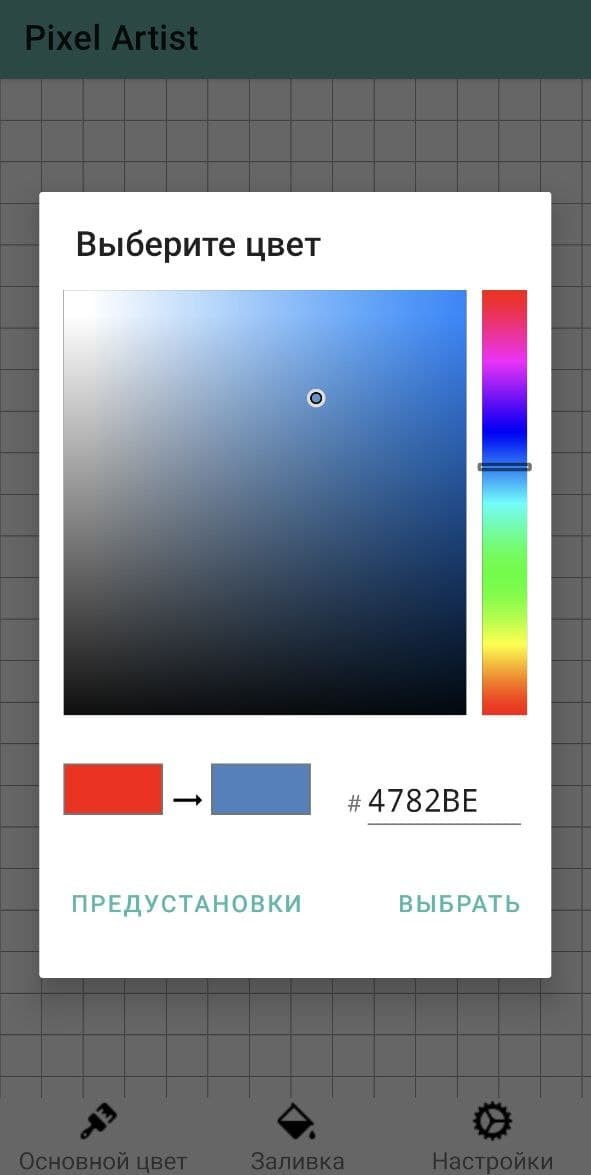 Pixel Artist
Выберите цвет
# 4782BE
ПРЕДУСТАНОВКИ ВЫБРАТЬ
Основной цвет Заливка Настройки